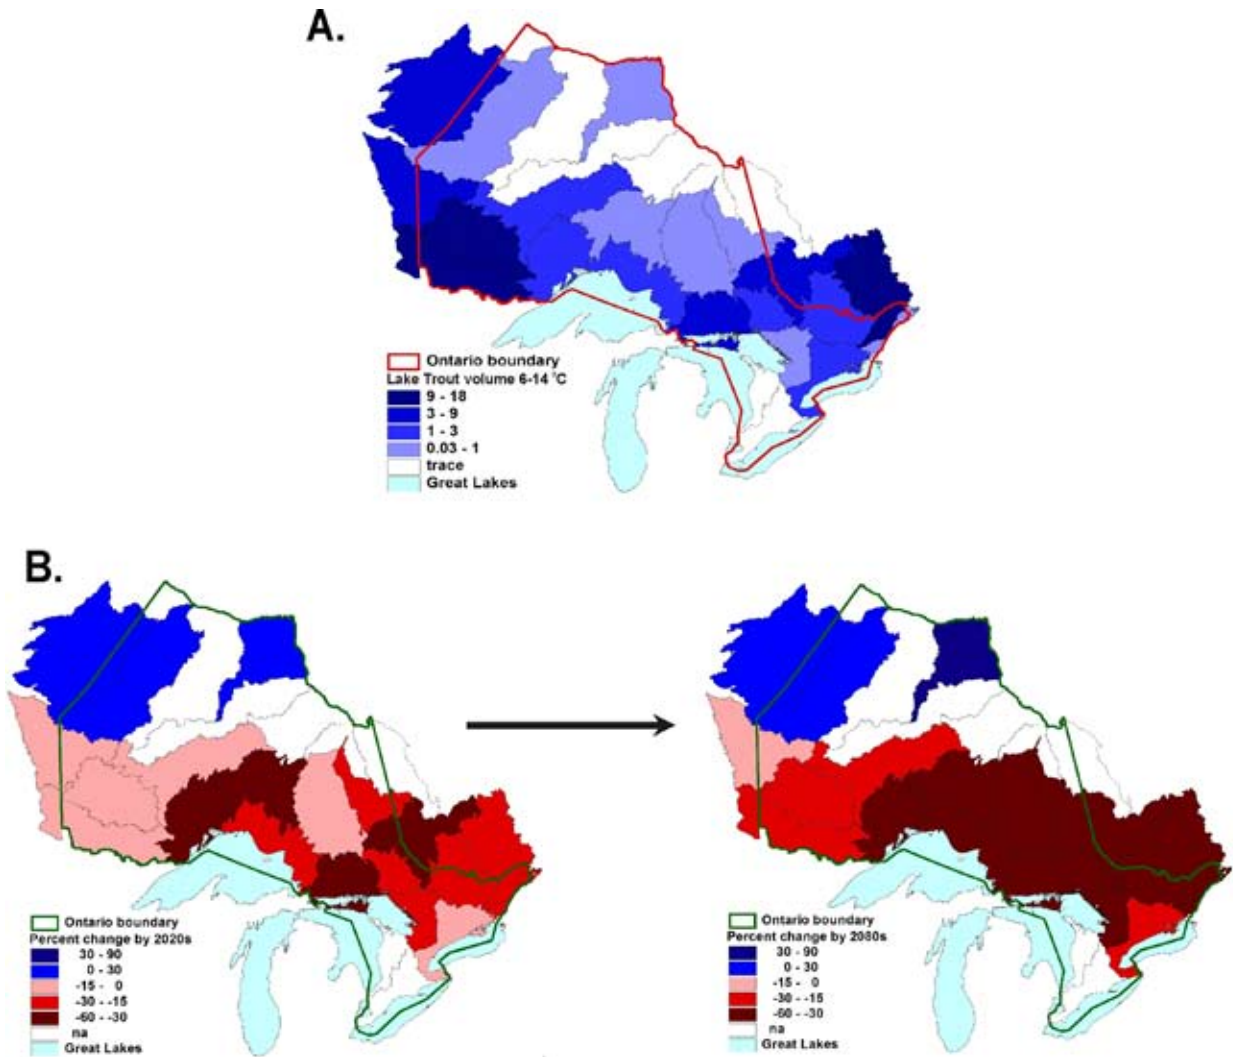 A.
Ontario boundary
Lake Trout volume 6-14 °C
9 - 18
3 - 9
1 - 3
0.03 - 1
trace
Great Lakes
B.
Ontario boundary
Percent change by 2020s
30 - 90
0 - 30
-15 - 0
-30 - -15
-60 - -30
na
Great Lakes
Ontario boundary
Percent change by 2080s
30 - 90
0 - 30
-15 - 0
-30 - -15
-60 - -30
na
Great Lakes